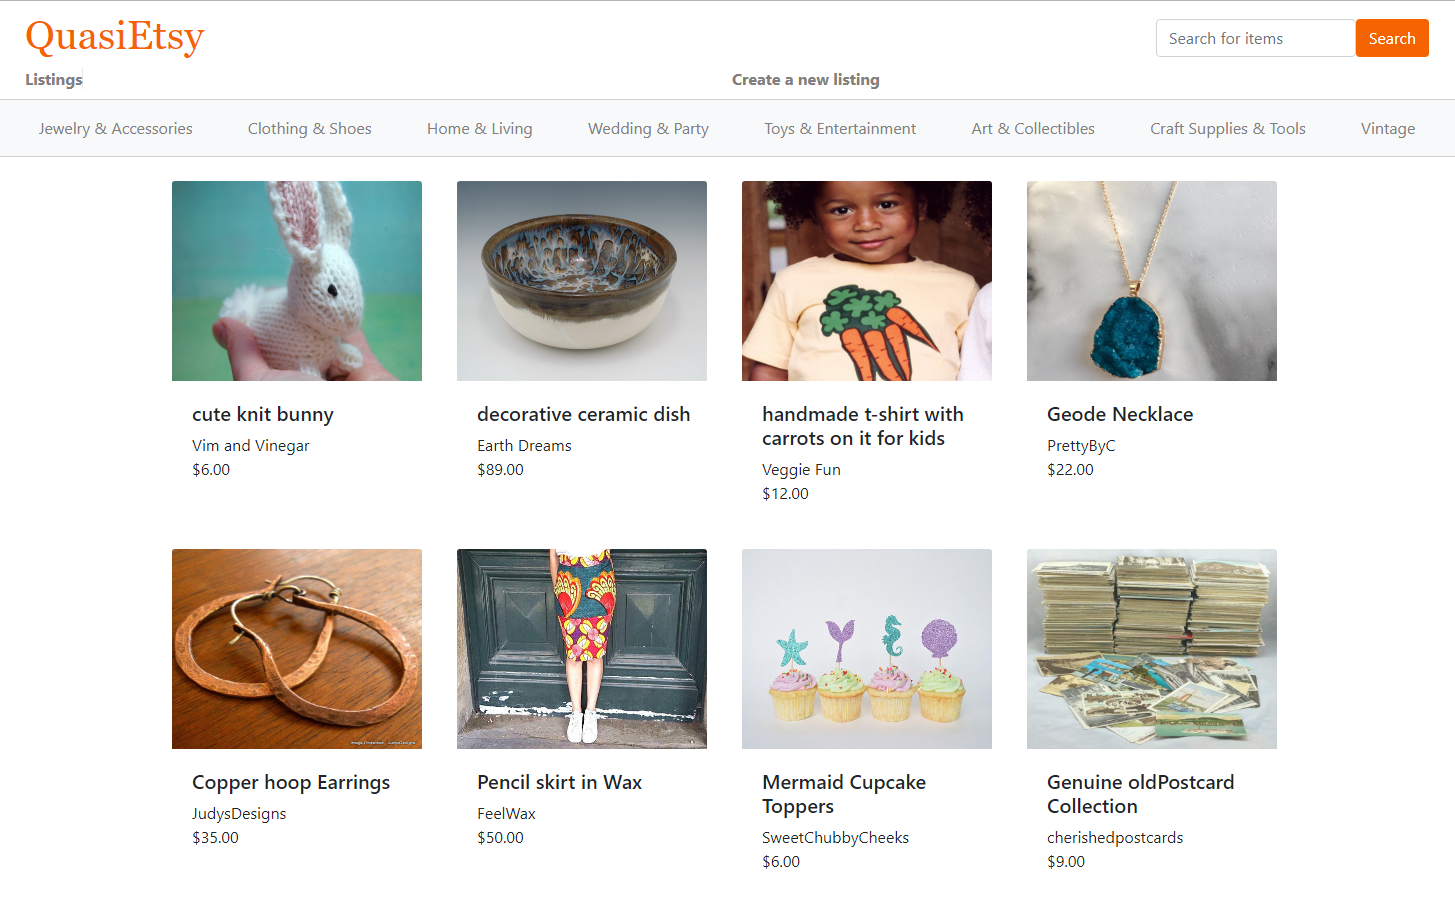 QuasiEtsy
Search for items
Search
Listings
Create a new listing
Jewelry & Accessories
Clothing & Shoes
Home & Living
Wedding & Party
Toys & Entertainment
Art & Collectibles
Craft Supplies & Tools
Vintage
cute knit bunny
Vim and Vinegar
$6.00
decorative ceramic dish
Earth Dreams
$89.00
handmade t-shirt with
carrots on it for kids
Veggie Fun
$12.00
Geode Necklace
PrettyByC
$22.00
Copper hoop Earrings
JudysDesigns
$35.00
Pencil skirt in Wax
FeelWax
$50.00
Mermaid Cupcake
Toppers
SweetChubbyCheeks
$6.00
Genuine oldPostcard
Collection
cherishedpostcards
$9.00